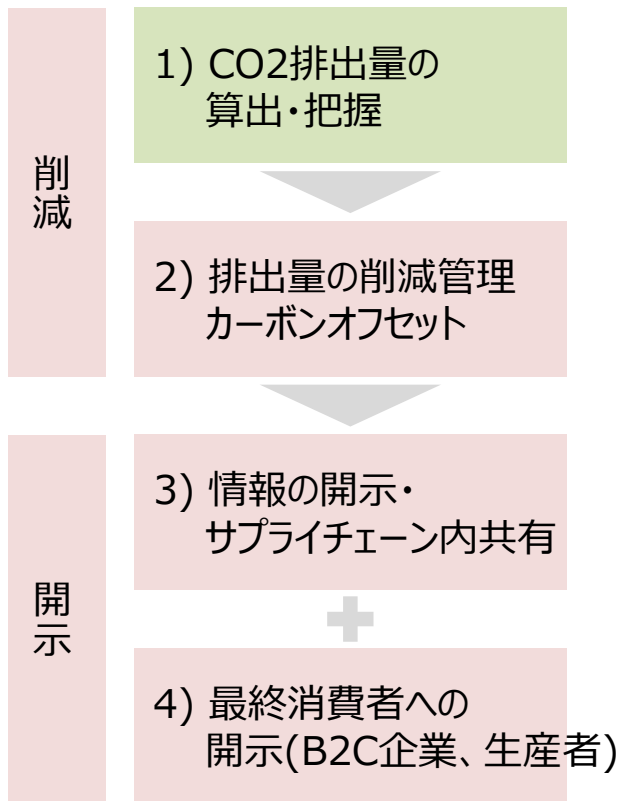 削減
1) CO2排出量の
算出・把握
2) 排出量の削減管理
カーボンオフセット
開示
3) 情報の開示・
サプライチェーン内共有
4) 最終消費者への
開示(B2C企業、生産者)